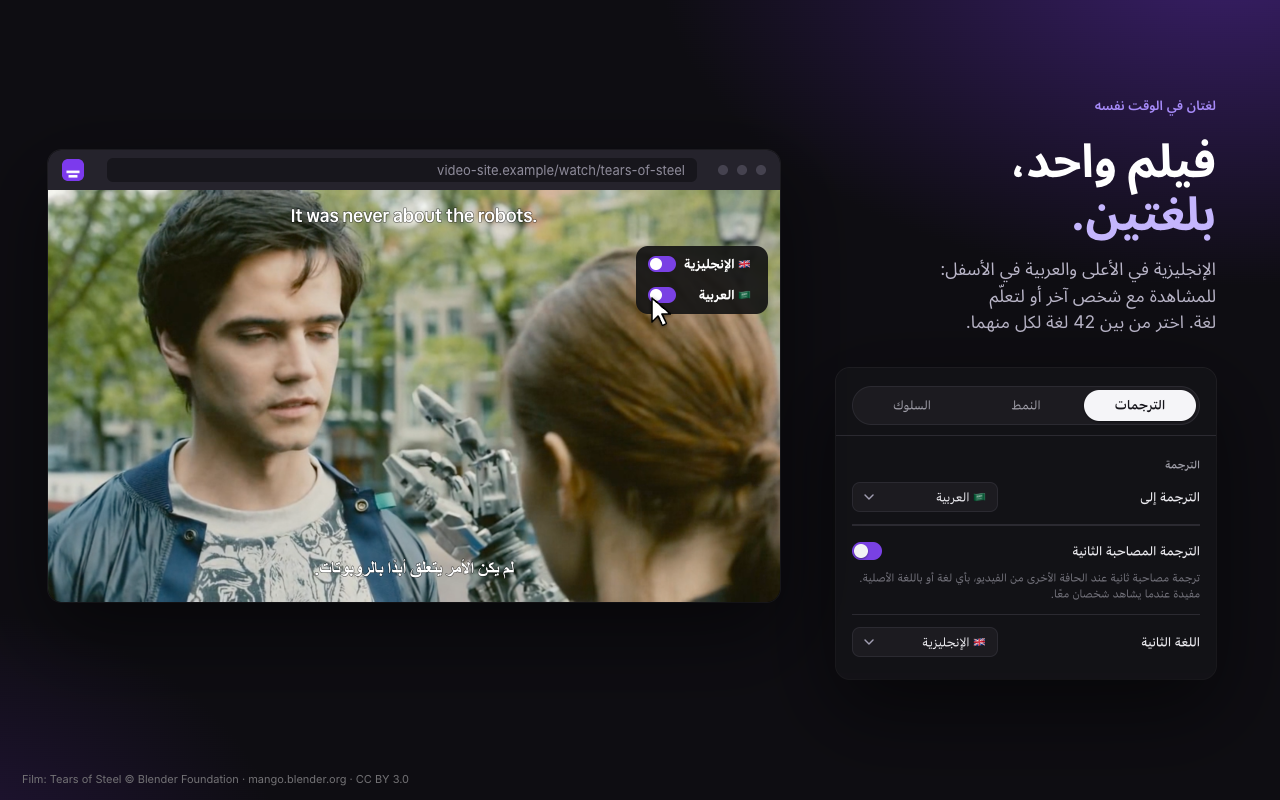 لغتان في الوقت نفسه
فيلم واحد،
بلغتين.
الإنجليزية في الأعلى والعربية في الأسفل:
للمشاهدة مع شخص آخر أو لتعلّم
لغة. اختر من بين 42 لغة لكل منهما.
video-site.example/watch/tears-of-steel
It was never about the robots.
الإنجليزية
العربية
لم يكن الأمر يتعلق أبدًا بالروبوتات.
الترجمات
النمط
السلوك
الترجمة
الترجمة إلى
العربية
الترجمة المصاحبة الثانية
ترجمة مصاحبة ثانية عند الحافة الأخرى من الفيديو، بأي لغة أو باللغة الأصلية.
مفيدة عندما يشاهد شخصان معًا.
اللغة الثانية
الإنجليزية
Film: Tears of Steel © Blender Foundation · mango.blender.org · CC BY 3.0